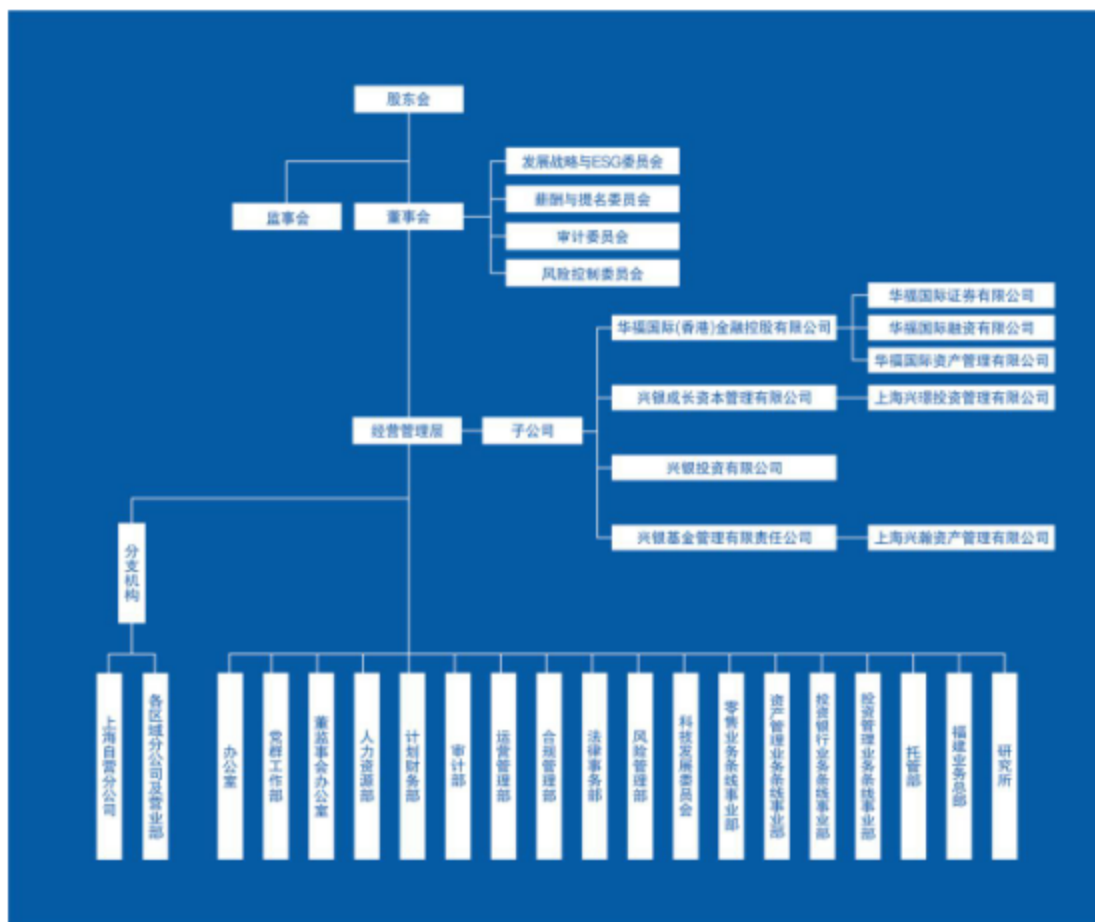 股东会
监事会
董事会
发展战略与ESG委员会
薪酬与提名委员会
审计委员会
风险控制委员会
经营管理层
子公司
华福国际(香港)金融控股有限公司
华福国际证券有限公司
华福国际融资有限公司
华福国际资产管理有限公司
兴银成长资本管理有限公司
上海兴璟投资管理有限公司
兴银投资有限公司
兴银基金管理有限责任公司
上海兴瀚资产管理有限公司
分支机构
上海自营分公司
各区域分公司及营业部
办公室
党群工作部
董监事会办公室
人力资源部
计划财务部
审计部
运营管理部
合规管理部
法律事务部
风险管理部
科技发展委员会
零售业务条线事业部
资产管理业务条线事业部
投资银行业务条线事业部
投资管理业务条线事业部
托管部
福建业务总部
研究所